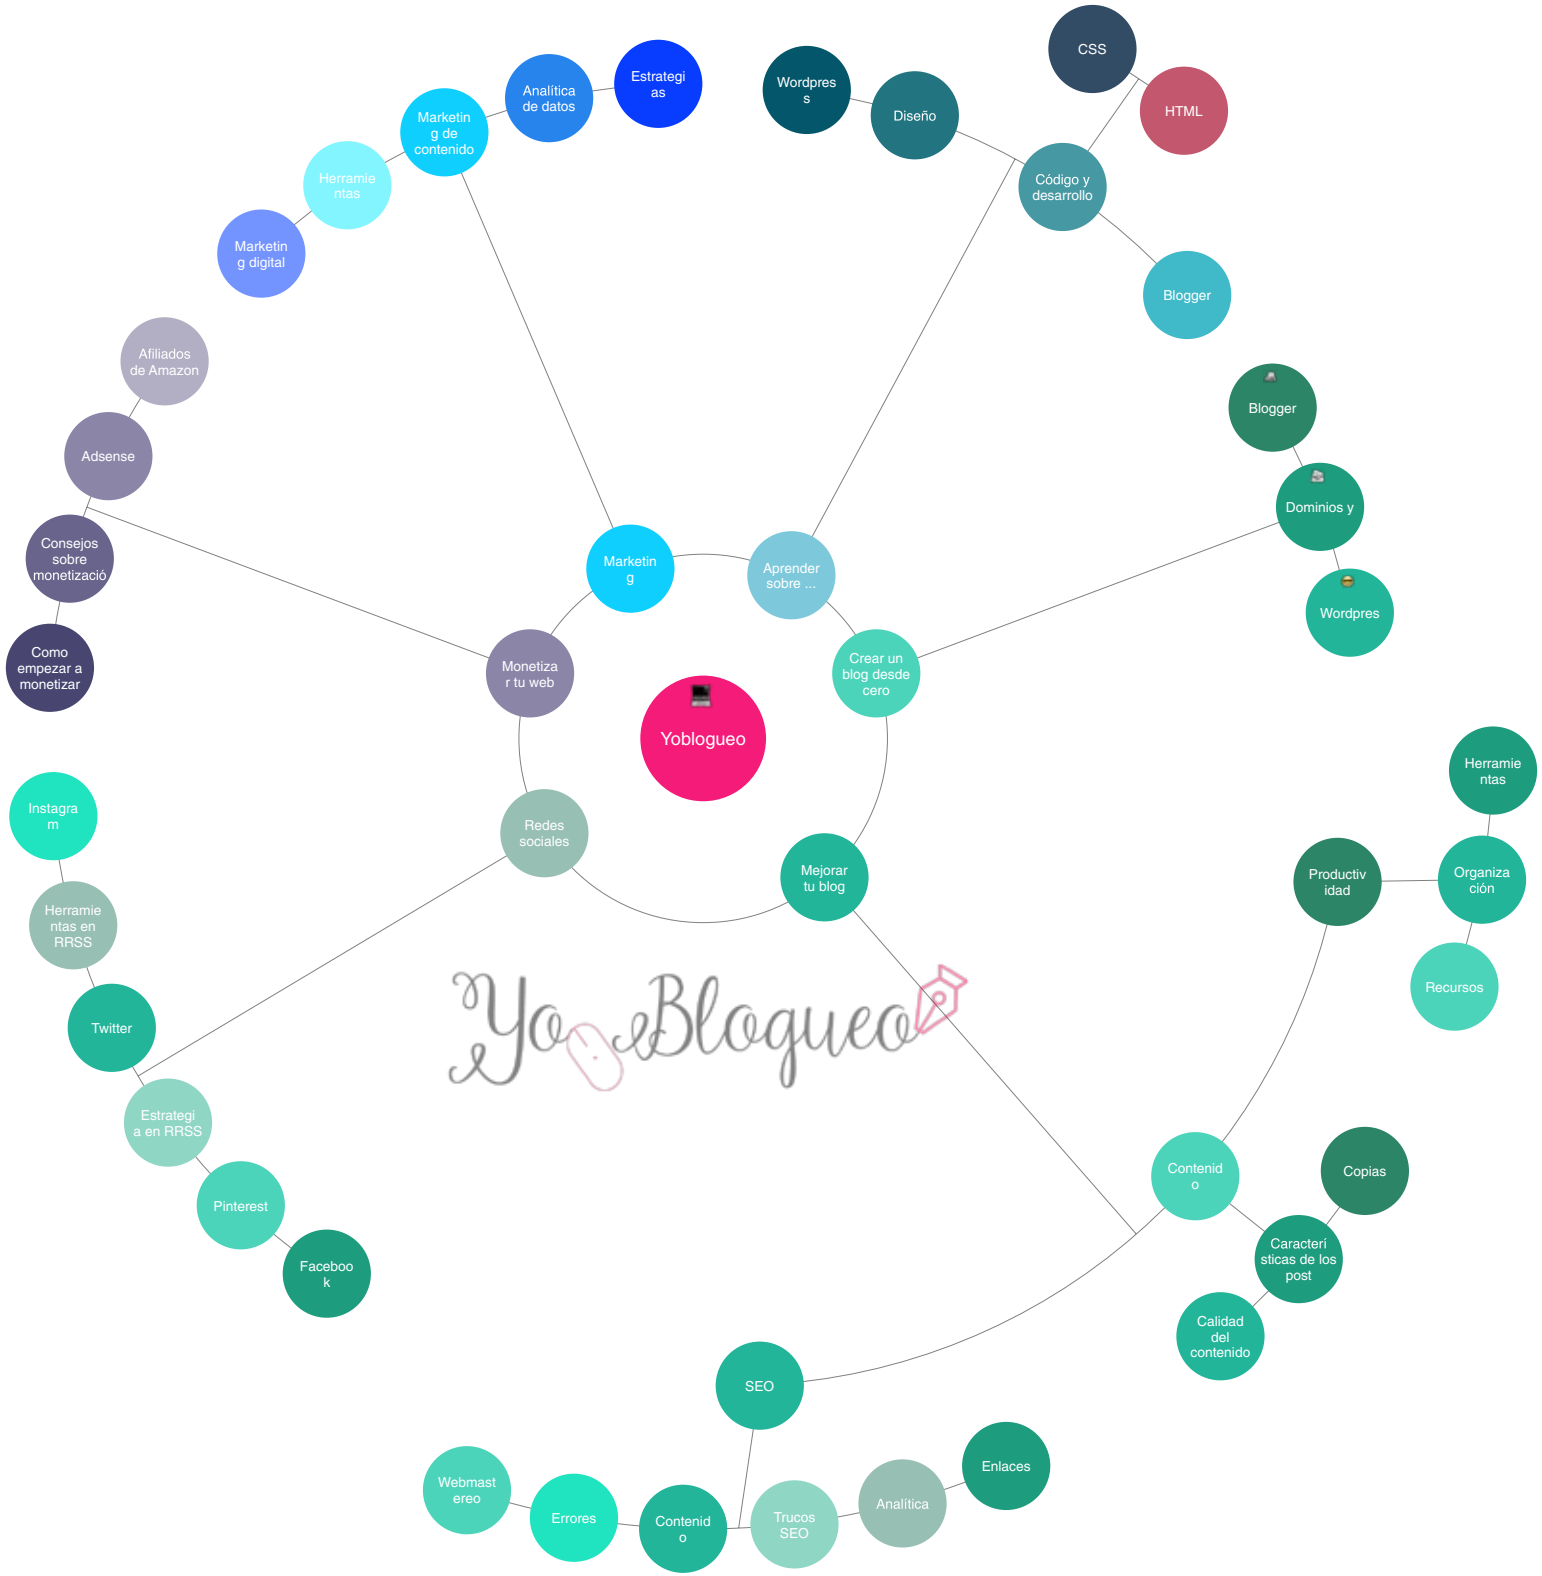 CSS
HTML
Estrategi
as
Analítica
de datos
Marketin
g de
contenido
Herramie
ntas
Marketin
g digital
Wordpres
s
Diseño
Código y
desarrollo
Blogger
Afiliados
de Amazon
Adsense
Consejos
sobre
monetizació
Como
empezar a
monetizar
Blogger
Dominios y
Wordpres
Marketin
g
Aprender
sobre ...
Monetiza
r tu web
Crear un
blog desde
cero
Yoblogueo
Redes
sociales
Mejorar
tu blog
Instagra
m
Herramie
ntas en
RRSS
Twitter
Estrategi
a en RRSS
Pinterest
Faceboo
k
Herramie
ntas
Productiv
idad
Organiza
ción
Recursos
Yo Blogueo
Contenid
o
Copias
Caracterí
sticas de los
post
Calidad
del
contenido
SEO
Webmast
ereo
Errores
Contenid
o
Trucos
SEO
Analítica
Enlaces